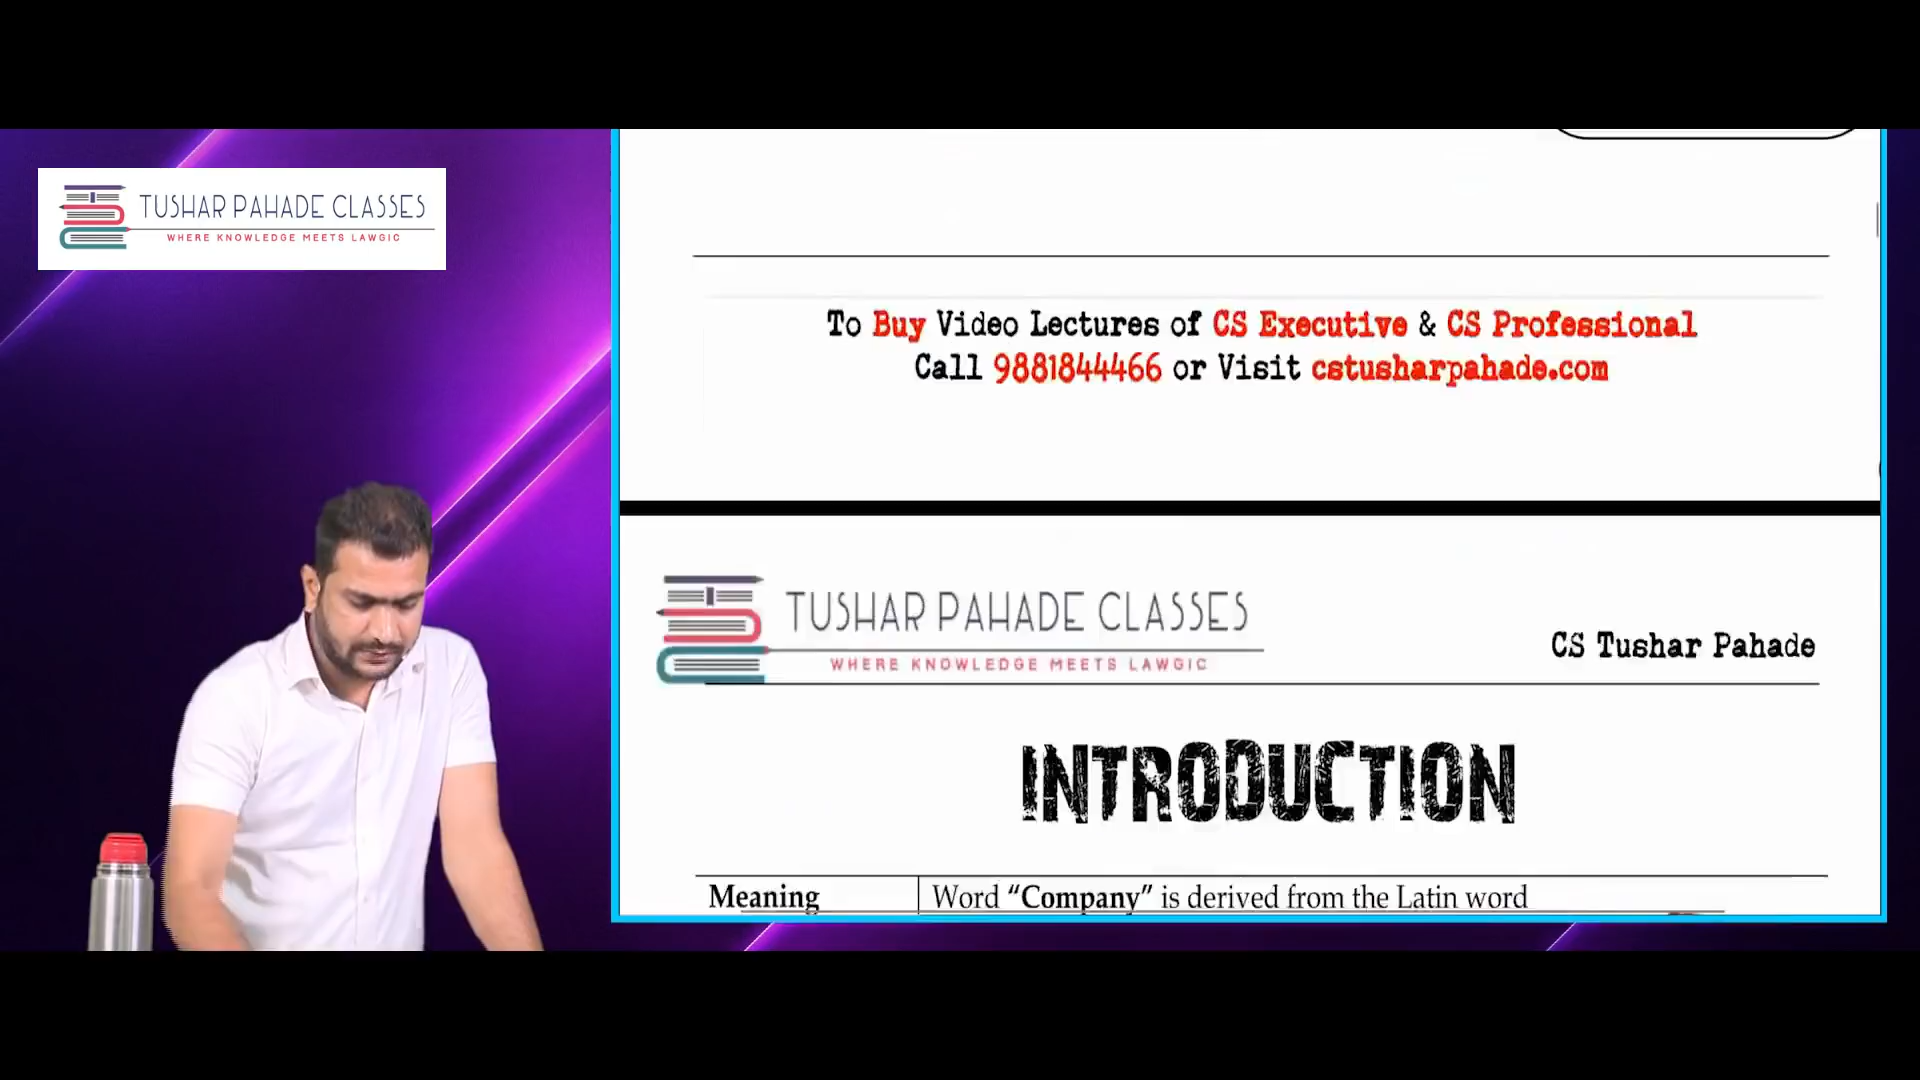 TUSHAR PAHADE CLASSES
WHERE KNOWLEDGE MEETS LAWGIC
To Buy Video Lectures of CS Executive & CS Professional
Call 9881844466 or Visit cstusharpahade.com
TUSHAR PAHADE CLASSES
WHERE KNOWLEDGE MEETS LAWGIC
CS Tushar Pahade
INTRODUCTION
Meaning
Word “Company” is derived from the Latin word